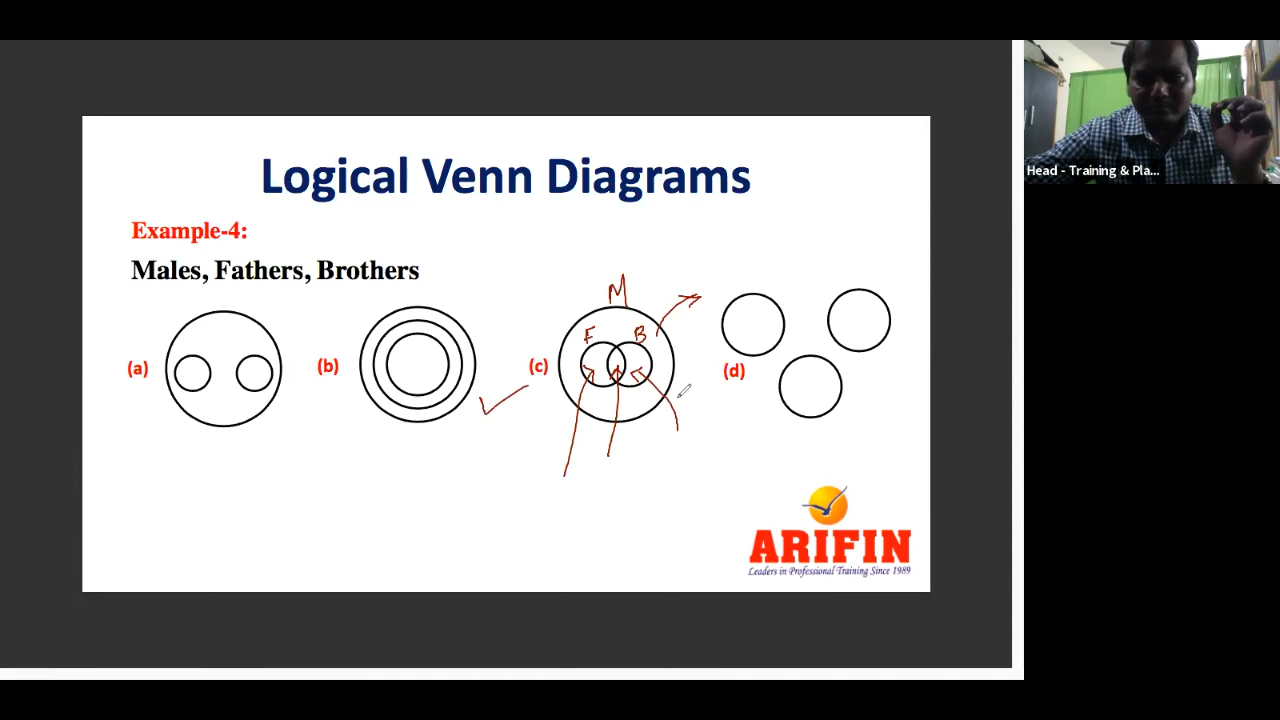 Logical Venn Diagrams
Example-4:
Males, Fathers, Brothers
M
F B
(a) (b) (c) (d)
ARIFIN
Leaders in Professional Training Since 1989
Head - Training & Pla...